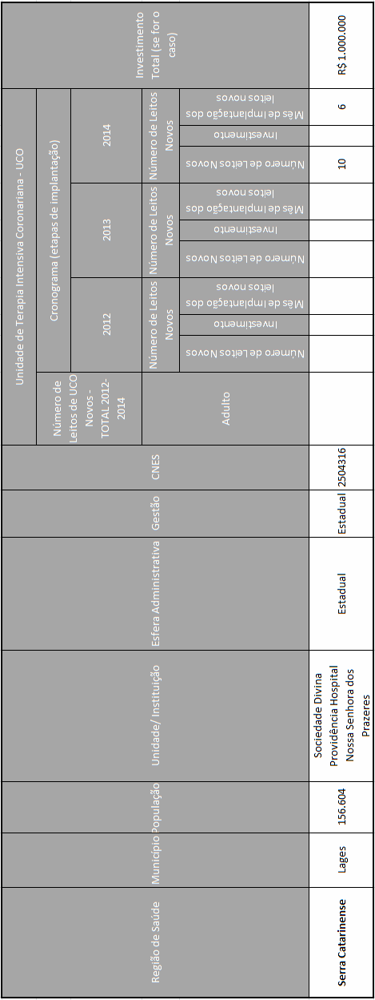 Região de Saúde
Município
População
Unidade/ Instituição
Esfera Administrativa
Gestão
CNES
Unidade de Terapia Intensiva Coronariana - UCO
Número de
Leitos de UCO
Novos -
TOTAL 2012-
2014
Adulto
Cronograma (etapas de implantação)
2012
Número de Leitos
Novos
Número de Leitos Novos
Investimento
Mês de Implantação dos
leitos novos
2013
Número de Leitos
Novos
Número de Leitos Novos
Investimento
Mês de Implantação dos
leitos novos
2014
Número de Leitos
Novos
Número de Leitos Novos
Investimento
Mês de Implantação dos
leitos novos
Investimento
Total (se for o
caso)
Serra Catarinense
Lages
156.604
Sociedade Divina
Providência Hospital
Nossa Senhora dos
Prazeres
Estadual
Estadual
2504316
10
6
R$ 1.000.000